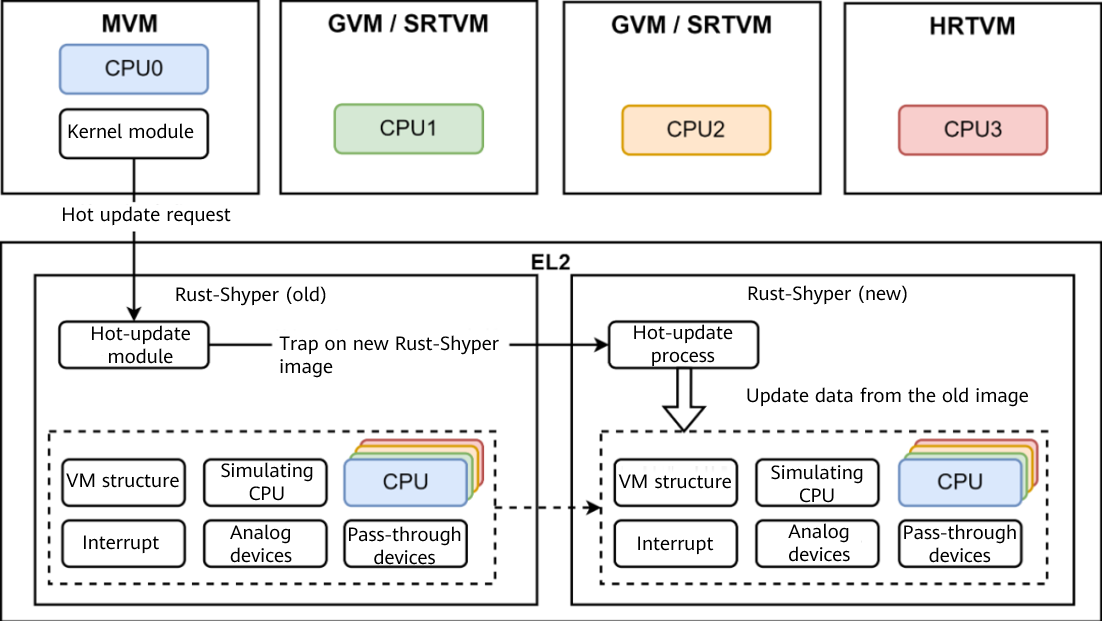 MVM
CPU0
Kernel module
GVM / SRTVM
CPU1
GVM / SRTVM
CPU2
HRTVM
CPU3
Hot update request
EL2
Rust-Shyper (old)
Hot-update
module
Trap on new Rust-Shyper
image
VM structure
Simulating
CPU
CPU
Interrupt
Analog
devices
Pass-through
devices
Rust-Shyper (new)
Hot-update
process
Update data from the old image
VM structure
Simulating
CPU
CPU
Interrupt
Analog
devices
Pass-through
devices